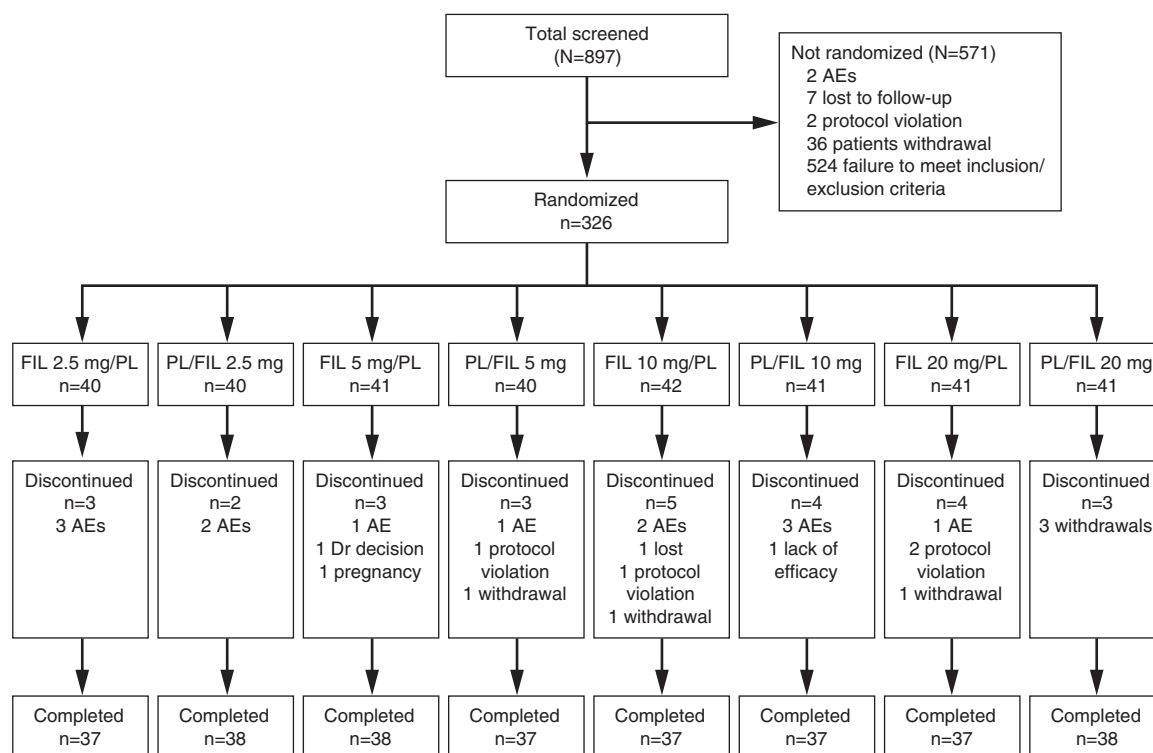 Total screened
(N=897)
Not randomized (N=571)
2 AEs
7 lost to follow-up
2 protocol violation
36 patients withdrawal
524 failure to meet inclusion/
exclusion criteria
Randomized
n=326
FIL 2.5 mg/PL
n=40
PL/FIL 2.5 mg
n=40
FIL 5 mg/PL
n=41
PL/FIL 5 mg
n=40
FIL 10 mg/PL
n=42
PL/FIL 10 mg
n=41
FIL 20 mg/PL
n=41
PL/FIL 20 mg
n=41
Discontinued
n=3
3 AEs
Discontinued
n=2
2 AEs
Discontinued
n=3
1 AE
1 Dr decision
1 pregnancy
Discontinued
n=3
1 AE
1 protocol
violation
1 withdrawal
Discontinued
n=5
2 AEs
1 lost
1 protocol
violation
1 withdrawal
Discontinued
n=4
3 AEs
1 lack of
efficacy
Discontinued
n=4
1 AE
2 protocol
violation
1 withdrawal
Discontinued
n=3
3 withdrawals
Completed
n=37
Completed
n=38
Completed
n=38
Completed
n=37
Completed
n=37
Completed
n=37
Completed
n=37
Completed
n=38